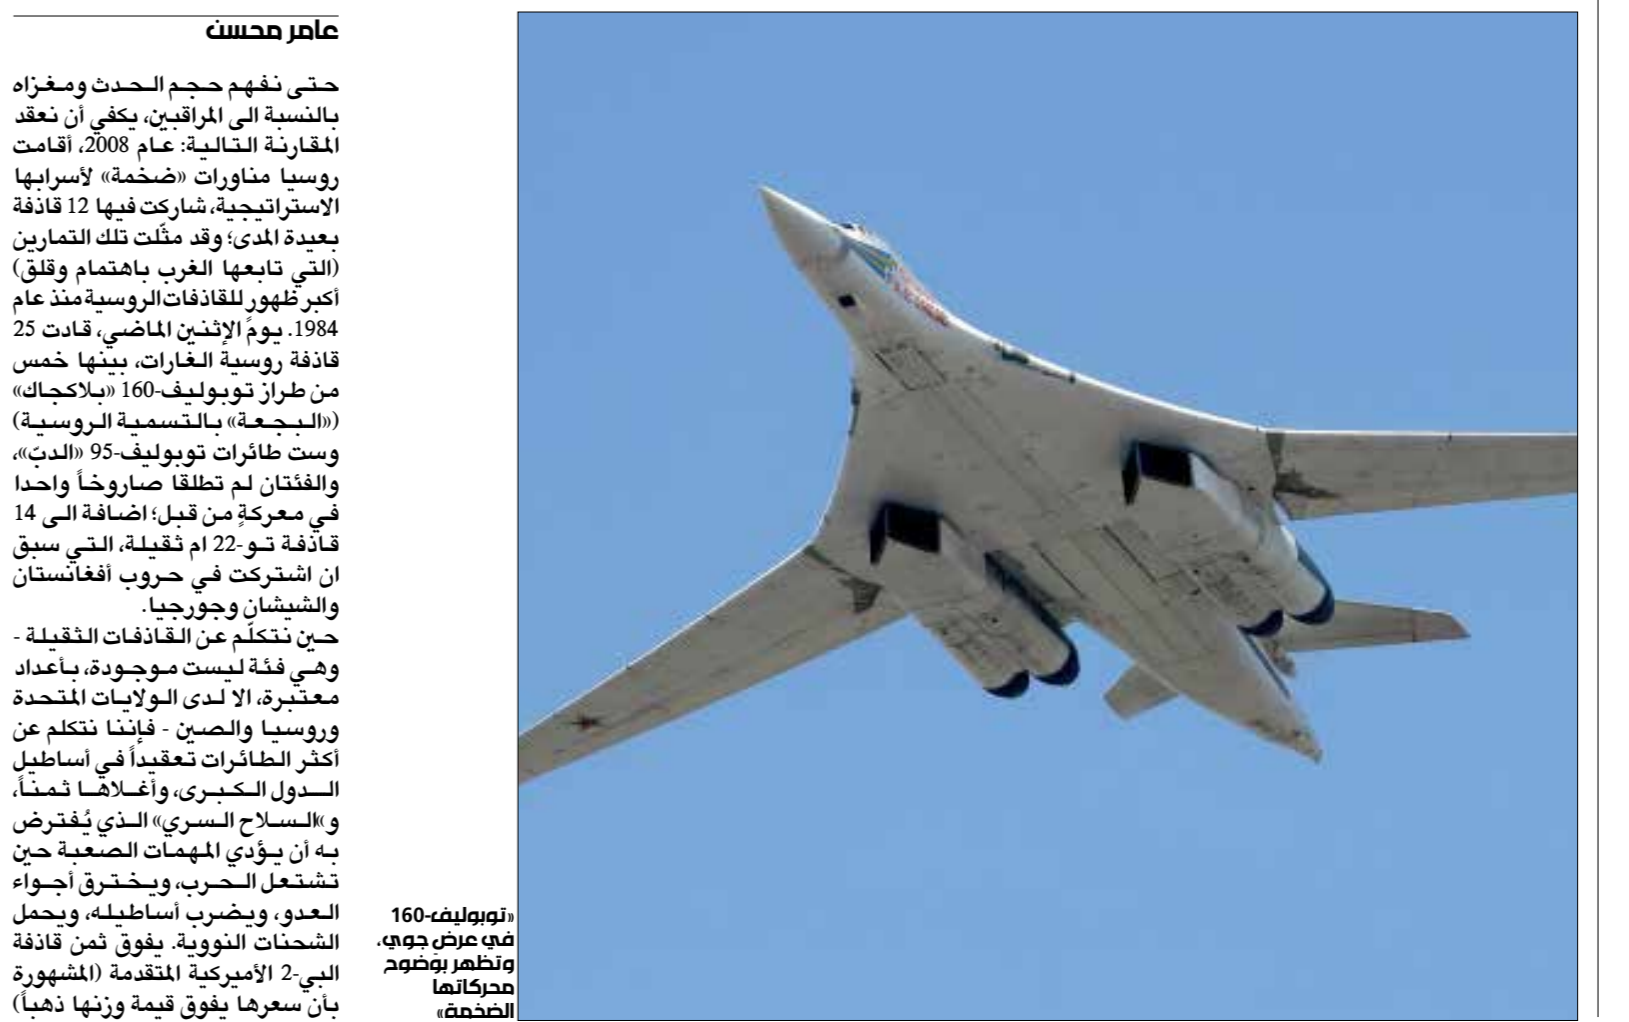 عامر محسن
حتى نفهم حجم الحدث ومغزاه
بالنسبة الى المراقبين، يكفي أن نعقد
المقارنة التالية: عام 2008، أقامت
روسيا مناورات «ضخمة» لأسرابها
الاستراتيجية، شاركت فيها 12 قاذفة
بعيدة المدى؛ وقد مثّلت تلك التمارين
(التي تابعها الغرب باهتمام وقلق)
أكبر ظهور للقاذفات الروسية منذ عام
1984. يومَ الإثنين الماضي، قادت 25
قاذفة روسية الغارات، بينها خمس
من طراز توبوليف-160 «بلاكجاك»
(«البجعة» بالتسمية الروسية)
وست طائرات توبوليف-95 «الدبّ»،
والفئتان لم تطلقا صاروخاً واحدا
في معركةٍ من قبل؛ اضافة الى 14
قاذفة تو-22 ام ثقيلة، التي سبق
ان اشتركت في حروب أفغانستان
والشيشان وجورجيا.
حين نتكلّم عن القاذفات الثقيلة -
وهي فئة ليست موجودة، بأعداد
معتبرة، الا لدى الولايات المتحدة
وروسيا والصين - فإننا نتكلم عن
أكثر الطائرات تعقيداً في أساطيل
الدول الكبرى، وأغلاها ثمناً،
و»السلاح السري» الذي يُفترض
به أن يؤدي المهمات الصعبة حين
تشتعل الحرب، ويخترق أجواء
العدو، ويضرب أساطيله، ويحمل
الشحنات النووية. يفوق ثمن قاذفة
البي-2 الأميركية المتقدمة (المشهورة
بأن سعرها يفوق قيمة وزنها ذهباً)
«توبوليف-160
في عرضٍ جوي،
وتظهر بوضوح
محركاتها
الضخمة»